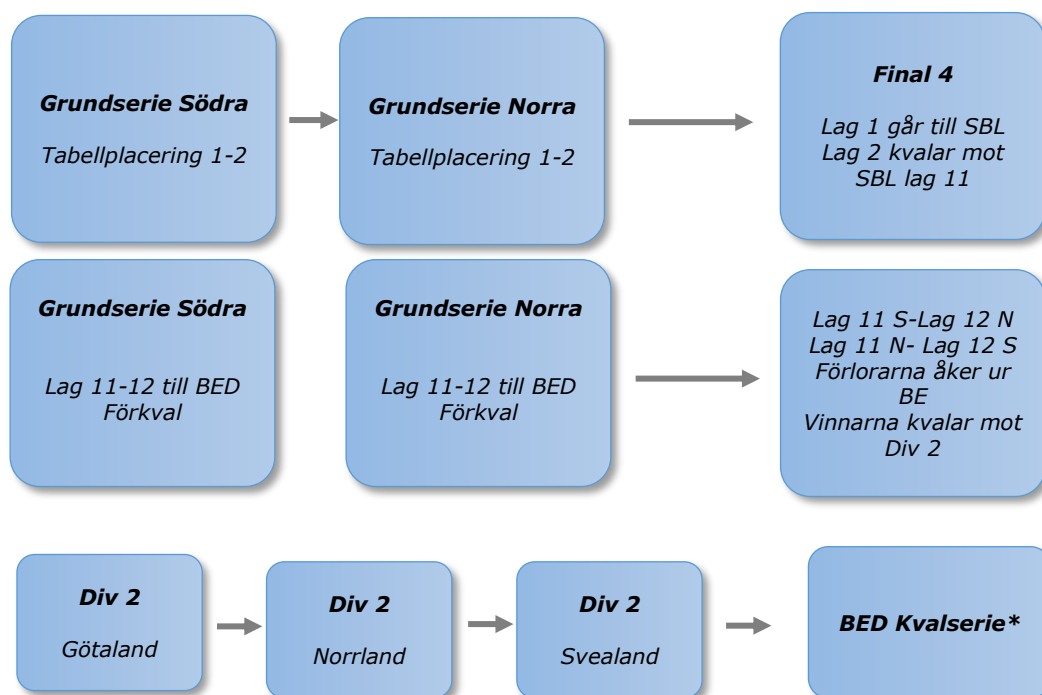 Grundserie Södra
Tabellplacering 1-2
Grundserie Norra
Tabellplacering 1-2
Final 4
Lag 1 går till SBL
Lag 2 kvalar mot
SBL lag 11
Grundserie Södra
Lag 11-12 till BED
Förkval
Grundserie Norra
Lag 11-12 till BED
Förkval
Lag 11 S-Lag 12 N
Lag 11 N- Lag 12 S
Förlorarna åker ur
BE
Vinnarna kvalar mot
Div 2
Div 2
Götaland
Div 2
Norrland
Div 2
Svealand
BED Kvalserie*